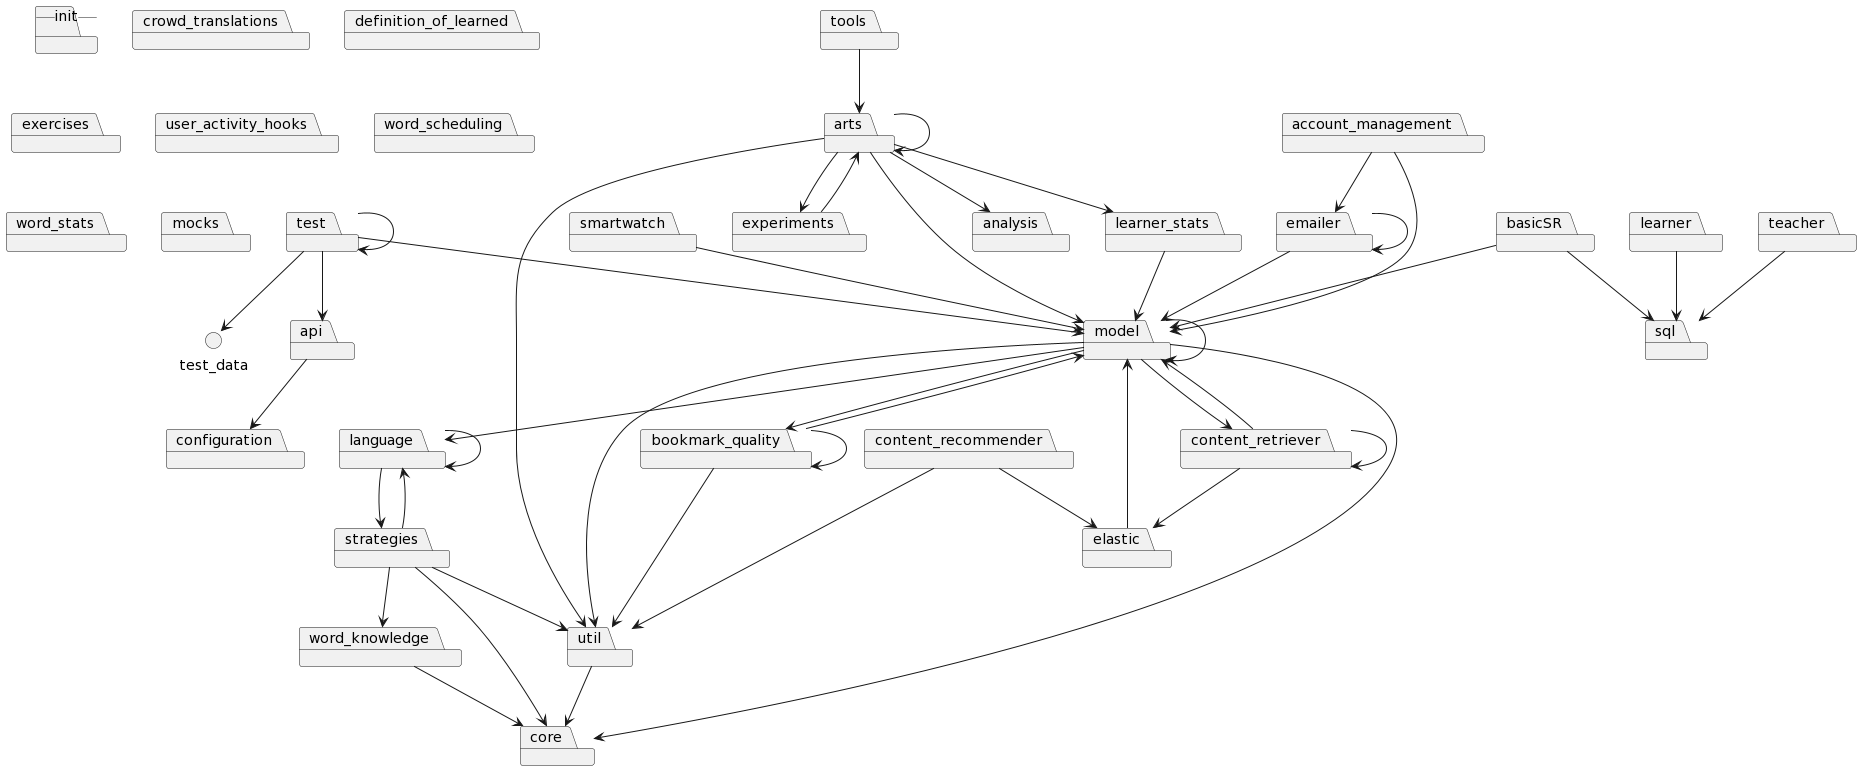 init
crowd_translations
definition_of_learned
tools
exercises
user_activity_hooks
word_scheduling
arts
account_management
word_stats
mocks
test
smartwatch
experiments
analysis
learner_stats
emailer
basicSR
learner
teacher
test_data
api
model
sql
configuration
language
bookmark_quality
content_recommender
content_retriever
strategies
elastic
word_knowledge
util
core